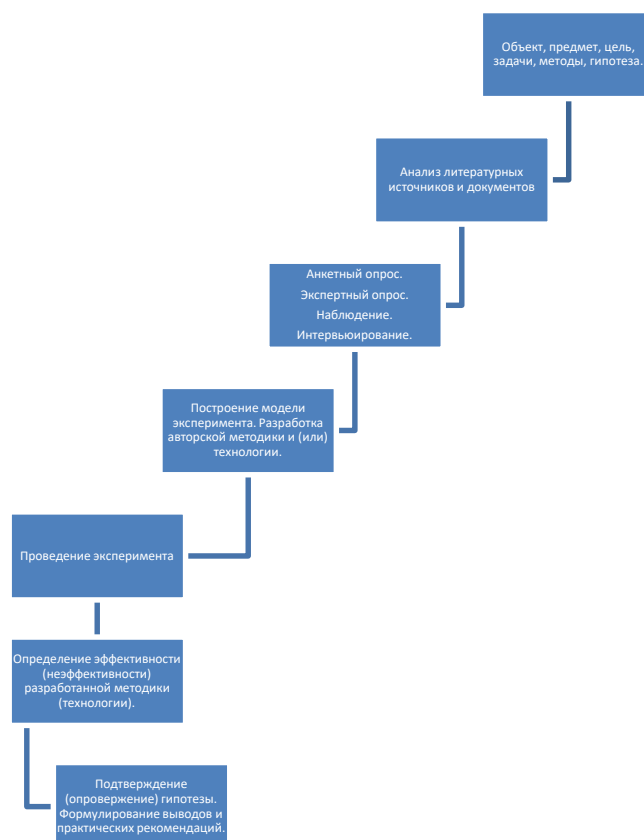 Объект, предмет, цель,
задачи, методы, гипотеза.
Анализ литературных
источников и документов
Анкетный опрос.
Экспертный опрос.
Наблюдение.
Интервьюирование.
Построение модели
эксперимента. Разработка
авторской методики и (или)
технологии.
Проведение эксперимента
Определение эффективности
(неэффективности)
разработанной методики
(технологии).
Подтверждение
(опровержение) гипотезы.
Формулирование выводов и
практических рекомендаций.